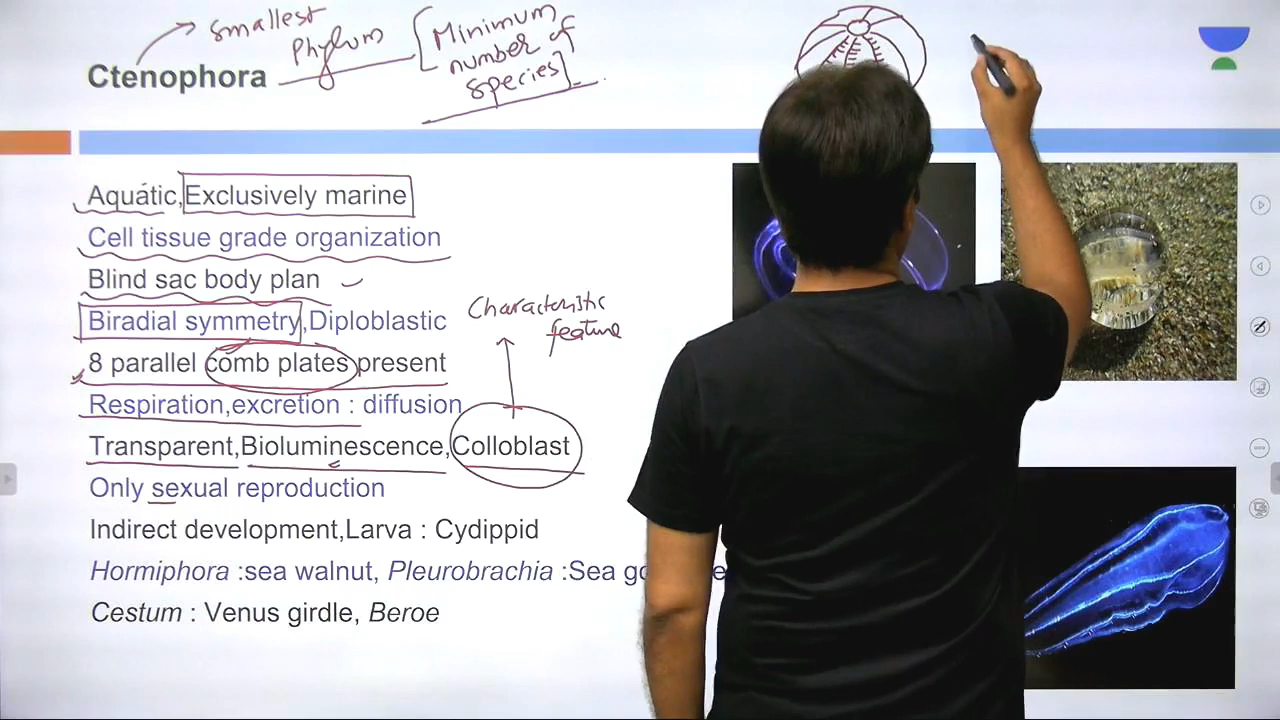 smallest
Phylum
[Minimum
number of
species]
Ctenophora
Aquatic,Exclusively marine
Cell tissue grade organization
Blind sac body plan
Biradial symmetry,Diploblastic
Characteristic
feature
8 parallel comb plates present
Respiration,excretion : diffusion
Transparent,Bioluminescence,Colloblast
Only sexual reproduction
Indirect development,Larva : Cydippid
Hormiphora :sea walnut, Pleurobrachia :Sea
Cestum : Venus girdle, Beroe